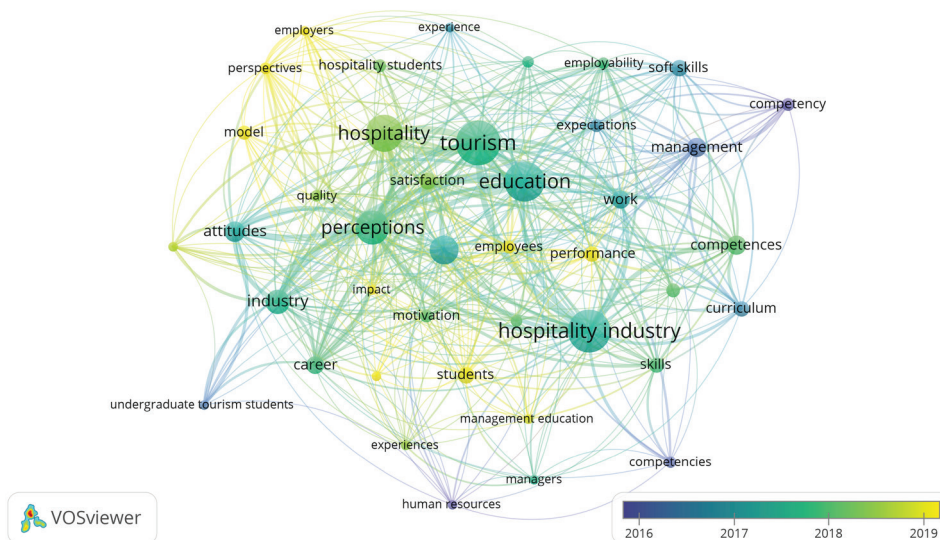 experience
employers
hospitality students
employability
perspectives
soft skills
competency
expectations
model
hospitality
tourism
management
satisfaction
education
quality
work
perceptions
attitudes
employees
performance
competences
impact
industry
curriculum
motivation
hospitality industry
career
students
skills
undergraduate tourism students
management education
experiences
competencies
managers
human resources
VOSviewer
2016
2017
2018
2019